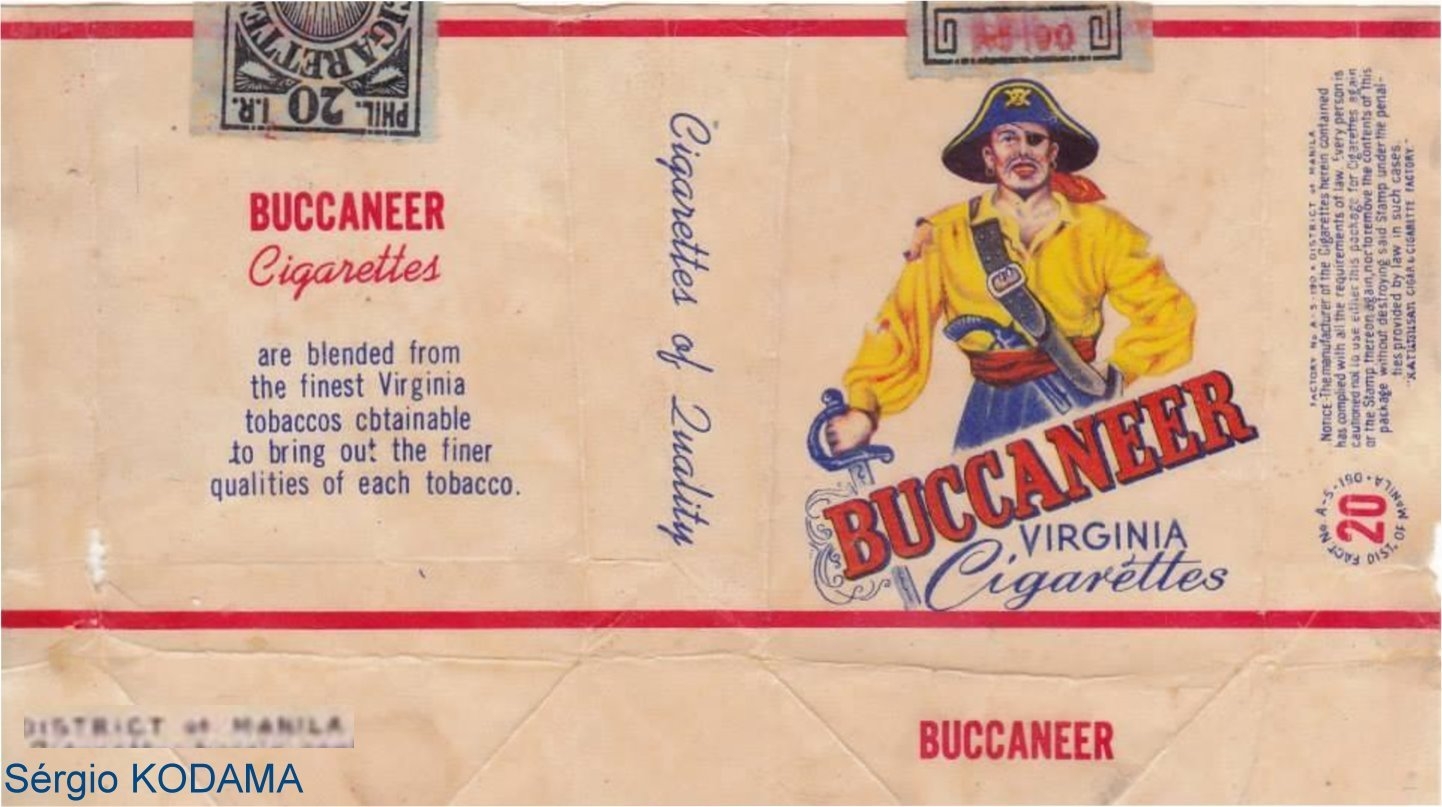 CIGARETTE
PHIL. 20 I.R.
BUCCANEER
Cigarettes
are blended from
the finest Virginia
tobaccos cbtainable
to bring out the finer
qualities of each tobacco.
Cigarettes of Quality
BUCCANEER
VIRGINIA
Cigarettes
FACTORY No A-5-190 DISTRICT of MANILA
NOTICE-The manufacturer of the Cigarettes herein contained
has complied with all the requirements of law. Every person is
cautioned not to use either this package for Cigarettes again
or the Stamp thereon again, nor to remove the contents of this
package without destroying said Stamp under the penal-
ties provided by law in such cases.
"KATUBUSAN CIGAR & CIGARETTE FACTORY"
FACT. No A-5-190 DIST. OF MANILA
20
DISTRICT of MANILA
BUCCANEER
Sérgio KODAMA